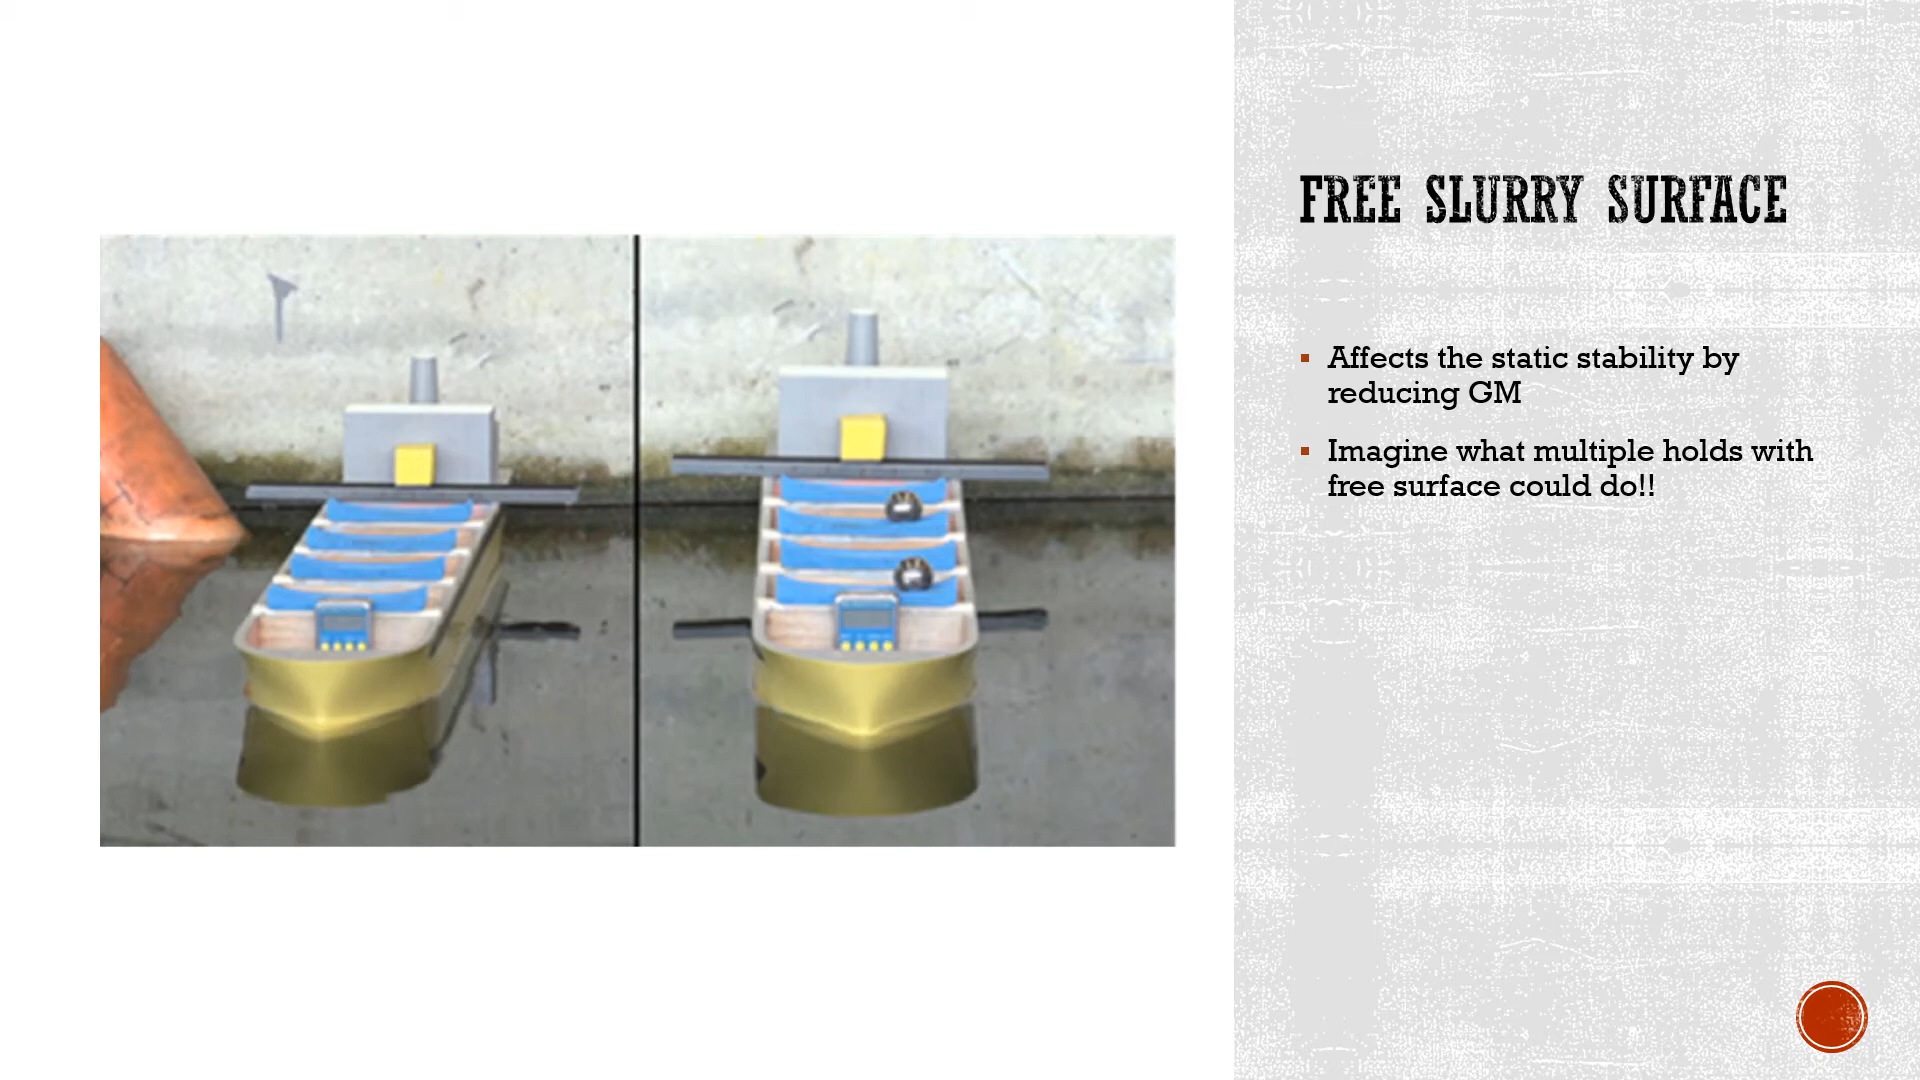 FREE SLURRY SURFACE
▪ Affects the static stability by
reducing GM
▪ Imagine what multiple holds with
free surface could do!!